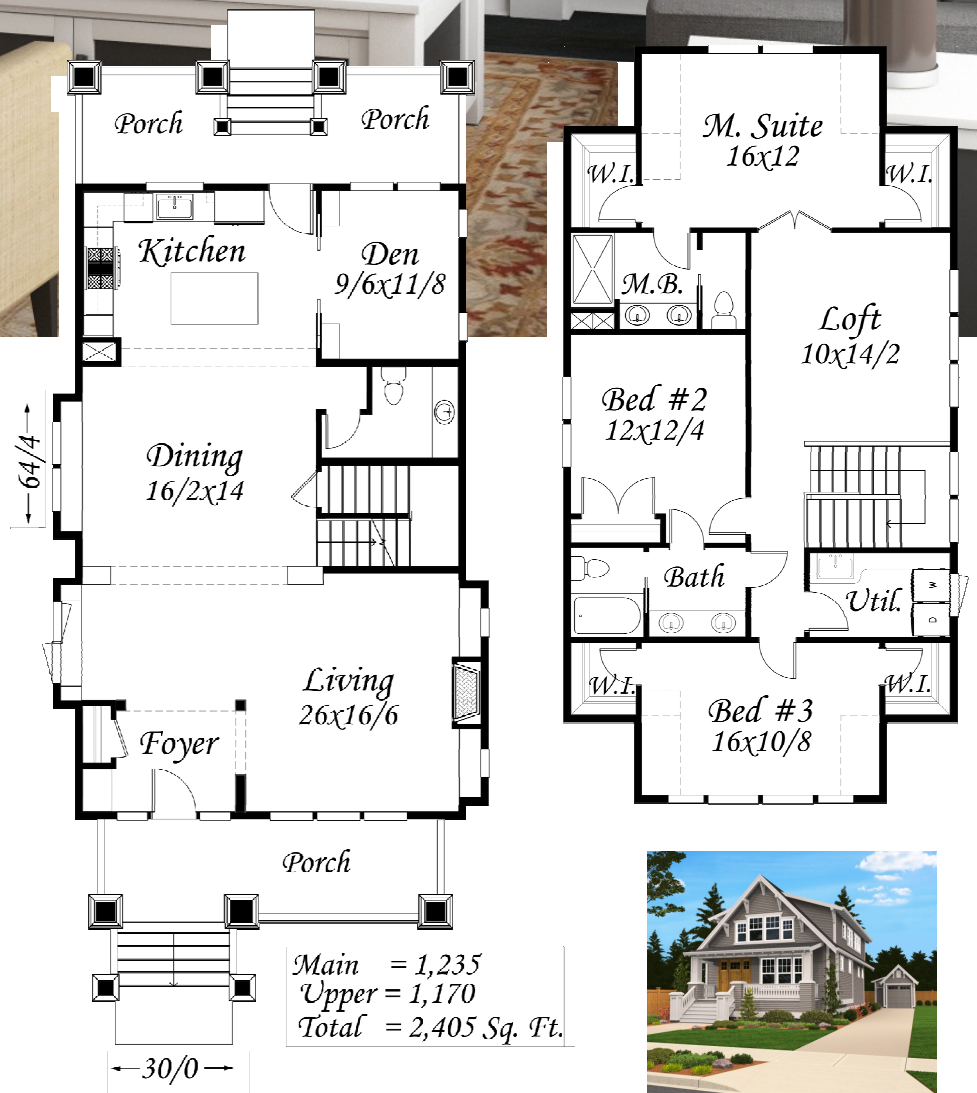 Porch
Porch
Kitchen
Den
9/6x11/8
64/4
Dining
16/2x14
Living
26x16/6
Foyer
Porch
Main = 1,235
Upper = 1,170
Total = 2,405 Sq. Ft.
30/0
M. Suite
16x12
W.I.
W.I.
M.B.
Loft
10x14/2
Bed #2
12x12/4
Bath
Util.
W
D
W.I.
W.I.
Bed #3
16x10/8